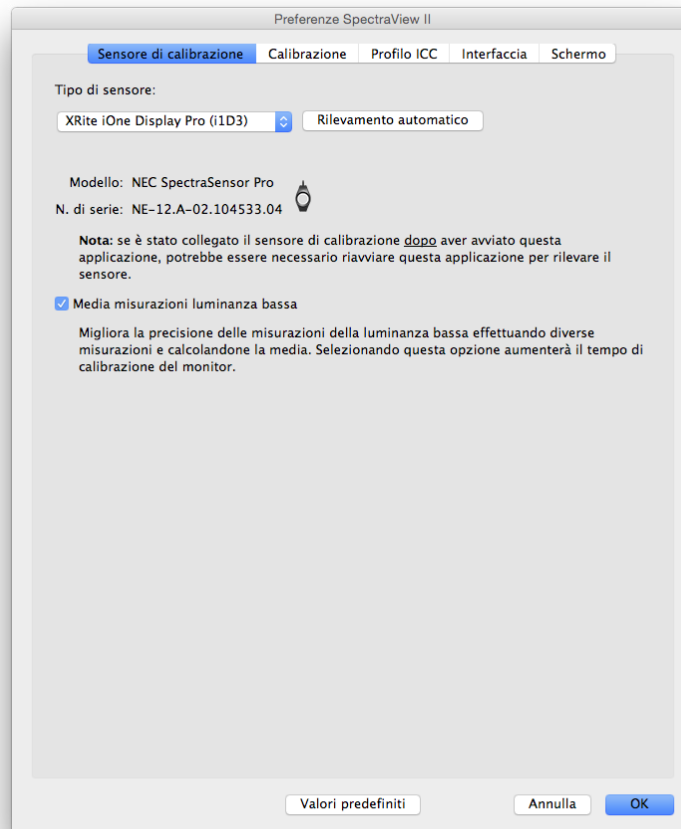 Preferenze SpectraView II
Sensore di calibrazione Calibrazione Profilo ICC Interfaccia Schermo
Tipo di sensore:
XRite iOne Display Pro (i1D3) Rilevamento automatico
Modello: NEC SpectraSensor Pro
N. di serie: NE-12.A-02.104533.04
Nota: se è stato collegato il sensore di calibrazione dopo aver avviato questa
applicazione, potrebbe essere necessario riavviare questa applicazione per rilevare il
sensore.
Media misurazioni luminanza bassa
Migliora la precisione delle misurazioni della luminanza bassa effettuando diverse
misurazioni e calcolandone la media. Selezionando questa opzione aumenterà il tempo di
calibrazione del monitor.
Valori predefiniti Annulla OK